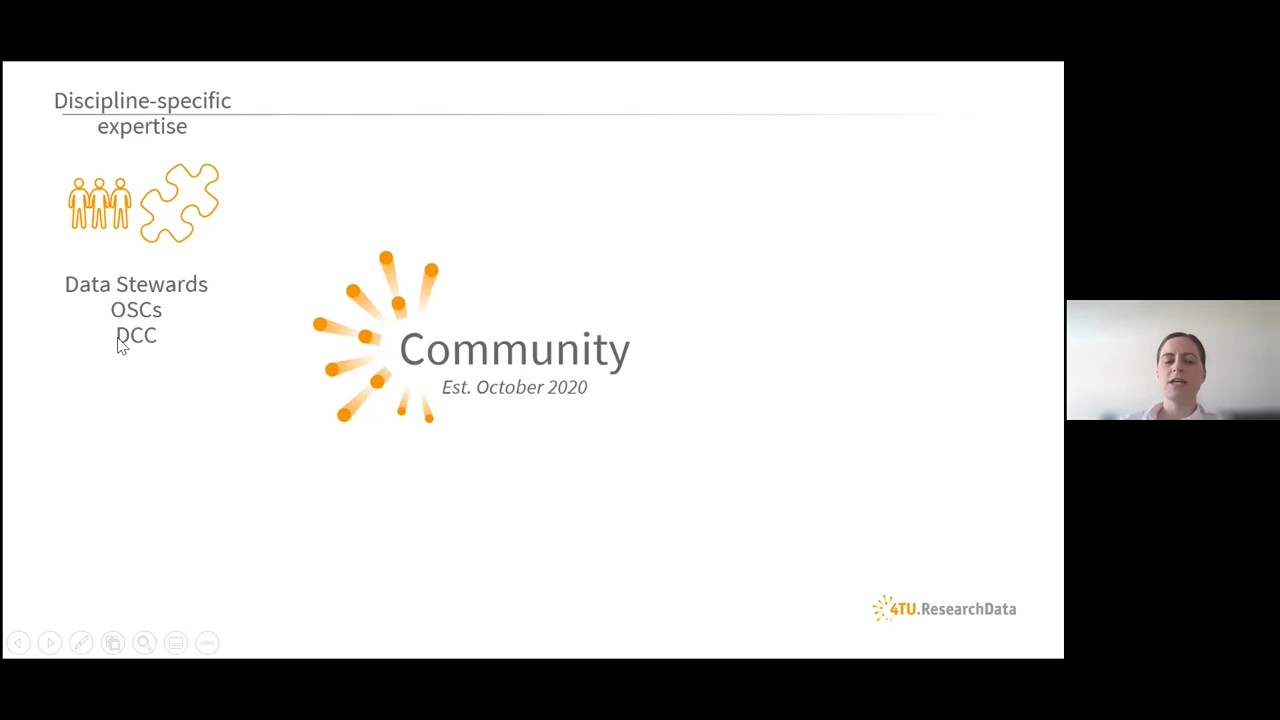 Discipline-specific
expertise
Data Stewards
OSCs
DCC
Community
Est. October 2020
4TU.ResearchData